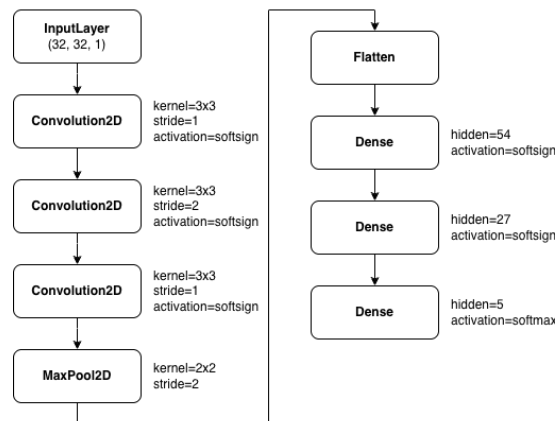 InputLayer
(32, 32, 1)
Convolution2D
kernel=3x3
stride=1
activation=softsign
Convolution2D
kernel=3x3
stride=2
activation=softsign
Convolution2D
kernel=3x3
stride=1
activation=softsign
MaxPool2D
kernel=2x2
stride=2
Flatten
Dense
hidden=54
activation=softsign
Dense
hidden=27
activation=softsign
Dense
hidden=5
activation=softmax